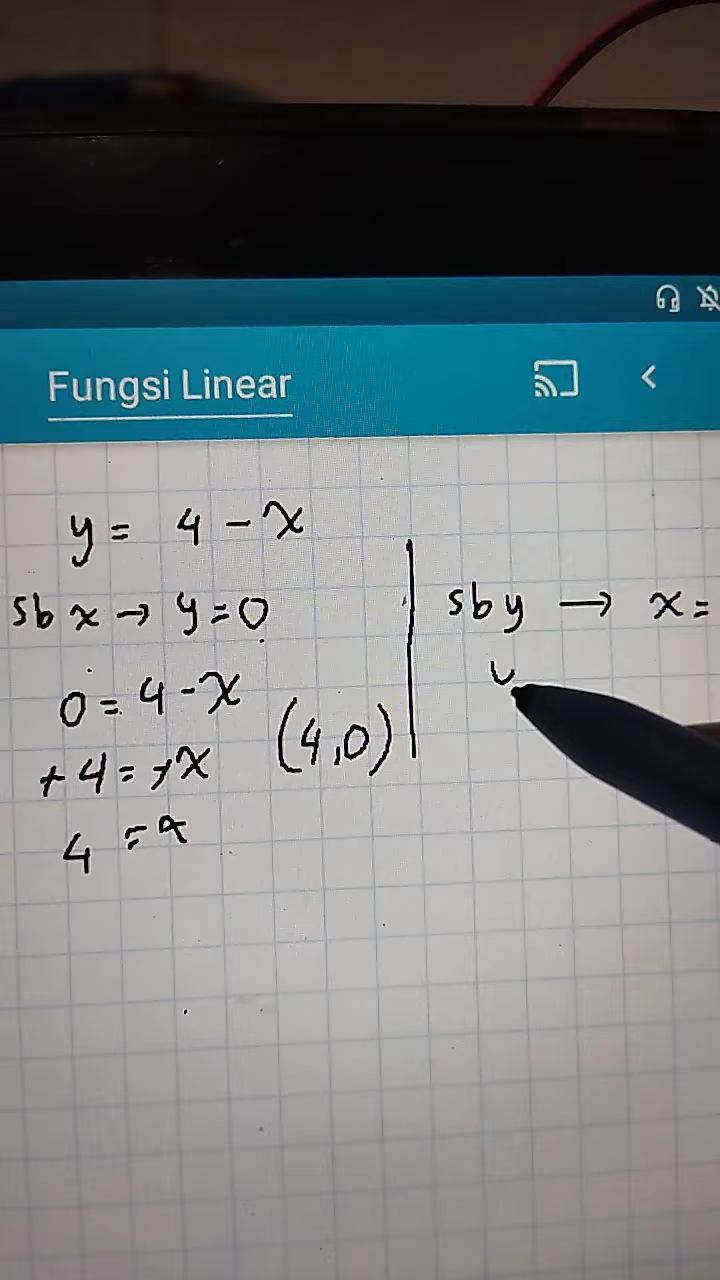 Fungsi Linear
y = 4 - x
sb x → y = 0
0 = 4 - x
+4 = +x
4 = x
(4,0)
sb y → x =